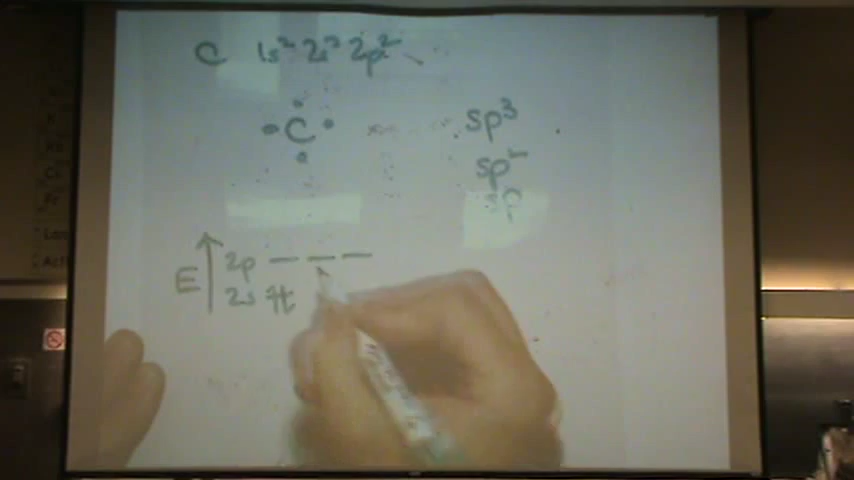 C 1s² 2s² 2p²
C
sp³
sp²
sp
E
2p _ _ _
2s